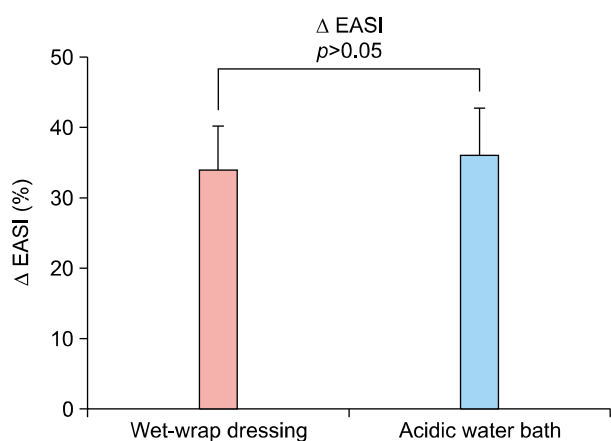 Δ EASI
p>0.05
50
40
30
20
10
0
Δ EASI (%)
Wet-wrap dressing
Acidic water bath